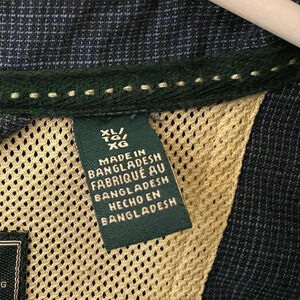 XL/
TG/
XG
MADE IN
BANGLADESH
FABRIQUÉ AU
BANGLADESH
HECHO EN
BANGLADESH
G